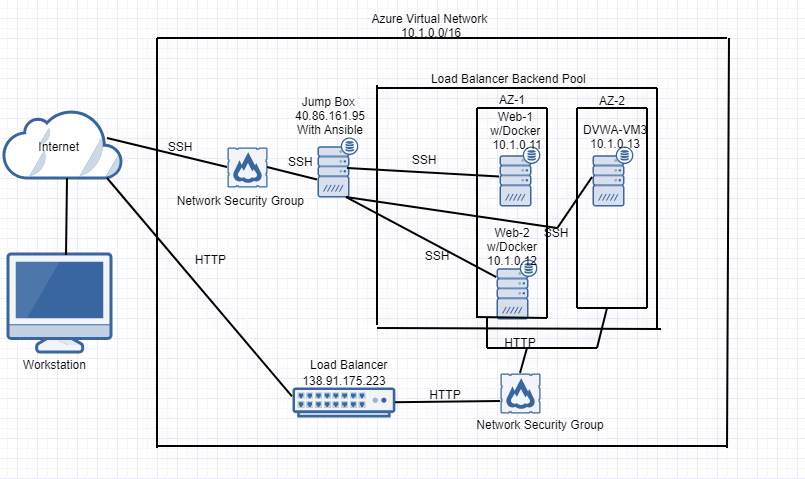 Azure Virtual Network
10.1.0.0/16
Load Balancer Backend Pool
AZ-1
AZ-2
Jump Box
40.86.161.95
With Ansible
Web-1
w/Docker
10.1.0.11
DVWA-VM3
10.1.0.13
Internet
SSH
SSH
SSH
Network Security Group
SSH
Web-2
w/Docker
10.1.0.12
SSH
HTTP
HTTP
Workstation
Load Balancer
138.91.175.223
HTTP
Network Security Group